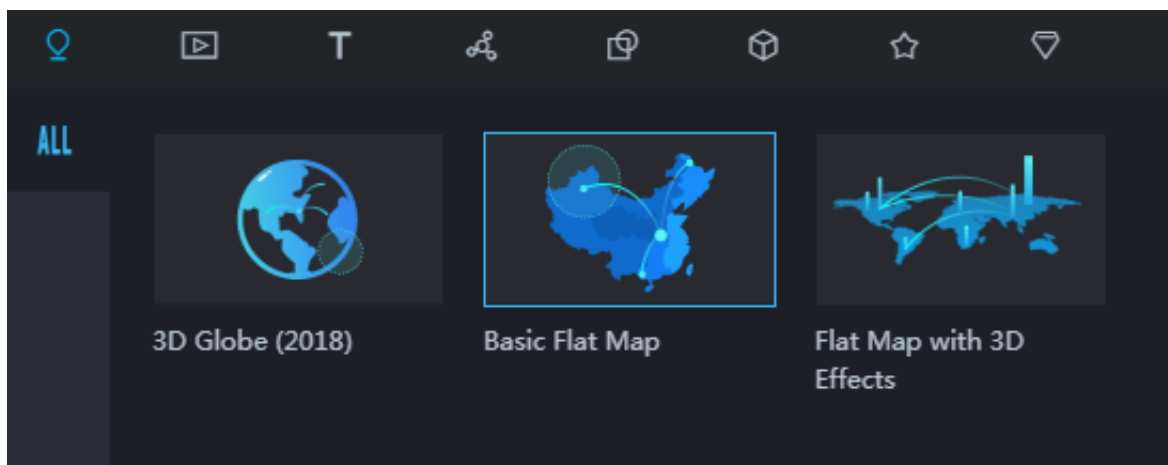 ALL
3D Globe (2018)
Basic Flat Map
Flat Map with 3D
Effects